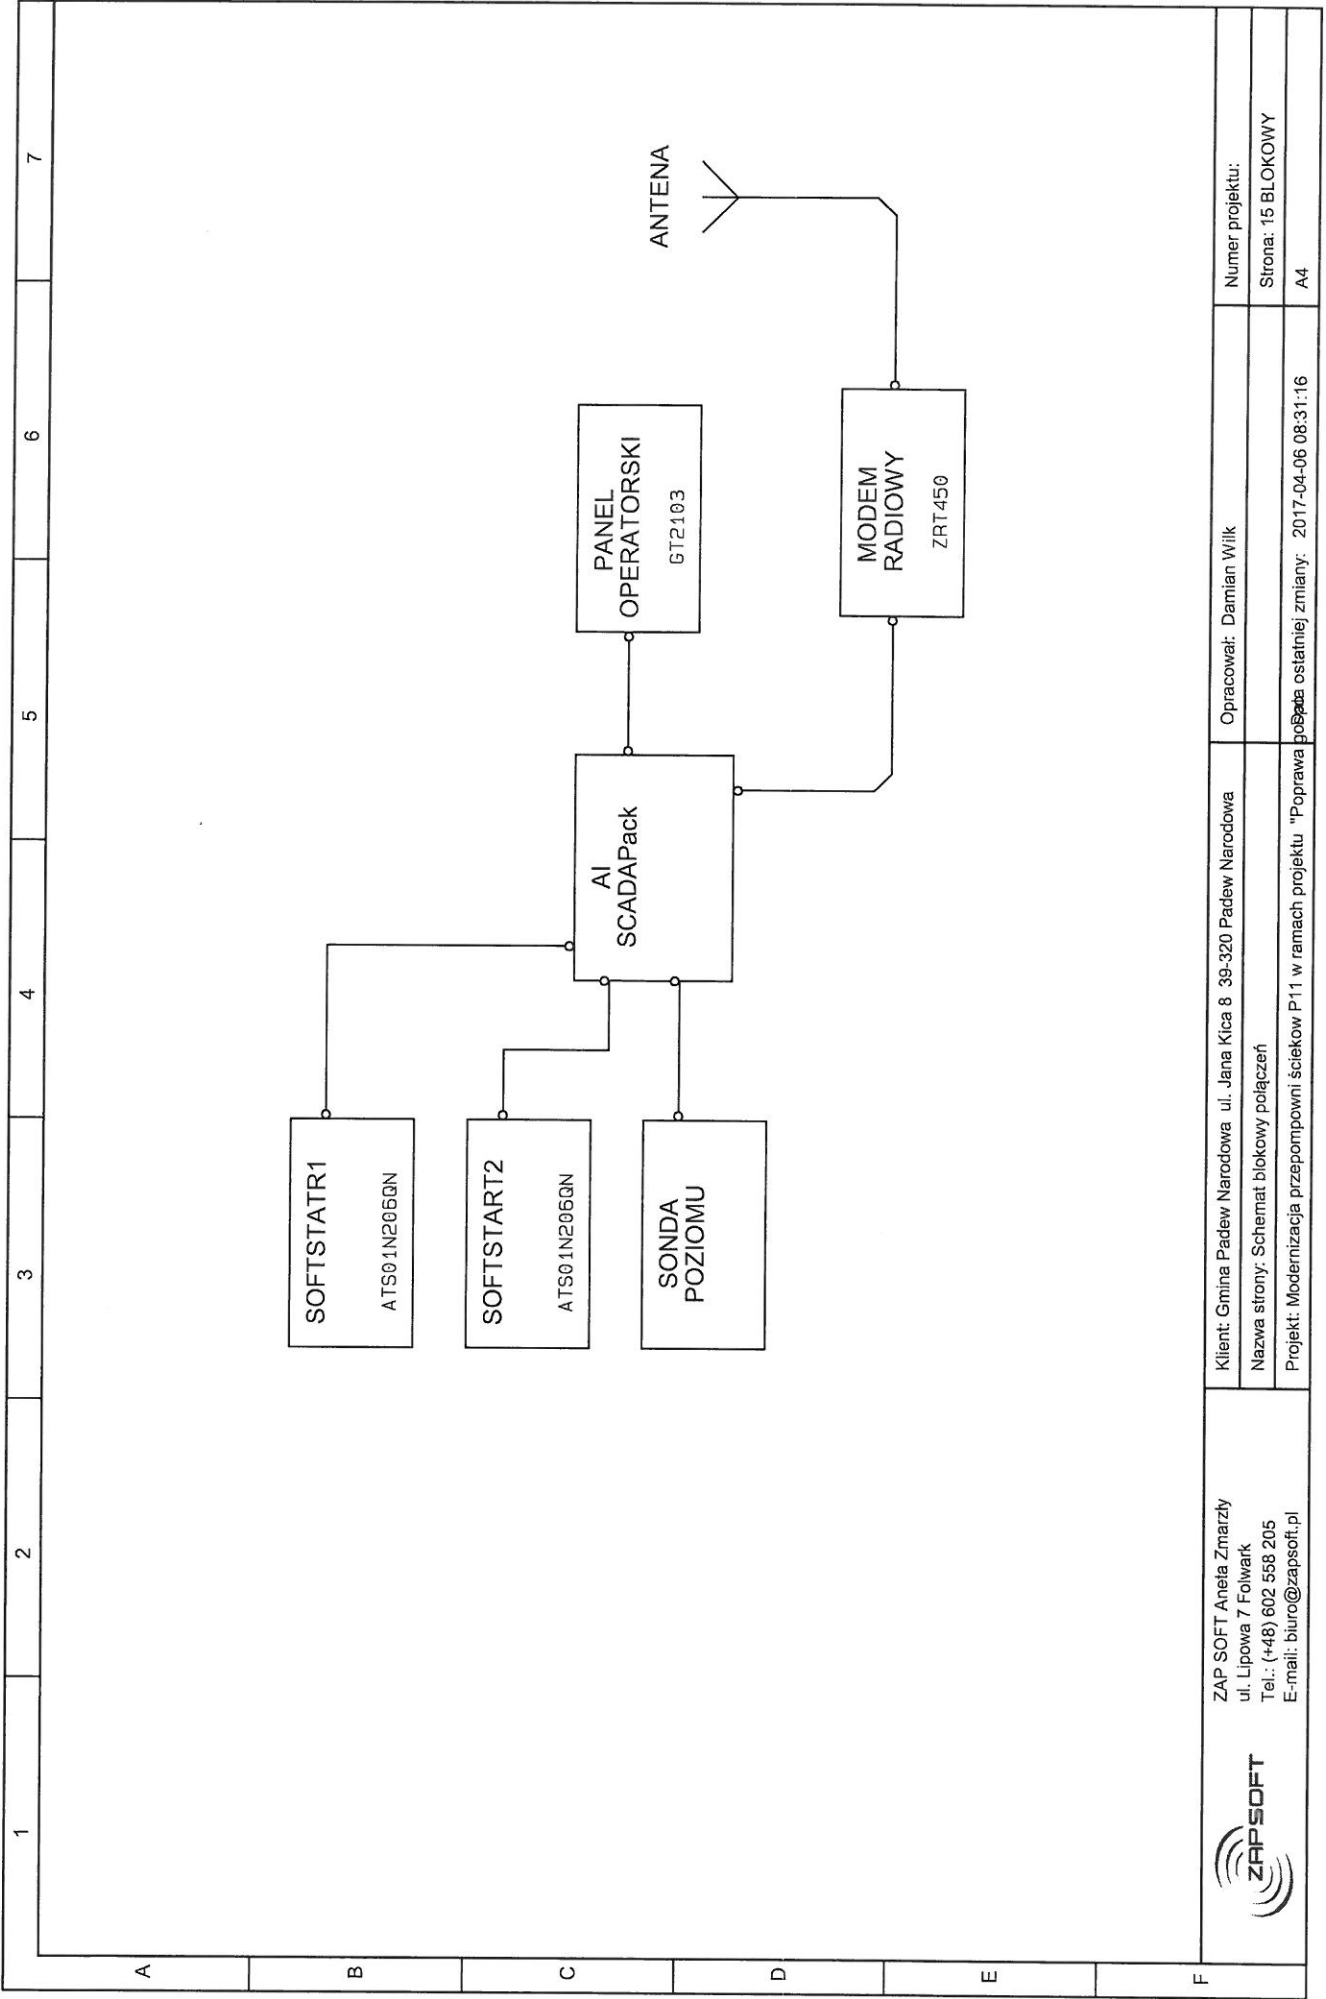 1
2
3
4
5
6
7
A
B
C
D
E
F
SOFTSTATR1
ATS01N206QN
SOFTSTART2
ATS01N206QN
SONDA
POZIOMU
AI
SCADAPack
PANEL
OPERATORSKI
GT2103
MODEM
RADIOWY
ZRT450
ANTENA
ZAPSOFT
ZAP SOFT Aneta Zmarzły
ul. Lipowa 7 Folwark
Tel.: (+48) 602 558 205
E-mail: biuro@zapsoft.pl
Klient: Gmina Padew Narodowa ul. Jana Kica 8 39-320 Padew Narodowa
Nazwa strony: Schemat blokowy połączeń
Projekt: Modernizacja przepompowni ściekow P11 w ramach projektu "Poprawa
Opracował: Damian Wilk
ostatniej zmiany: 2017-04-06 08:31:16
Numer projektu:
Strona: 15 BLOKOWY
A4